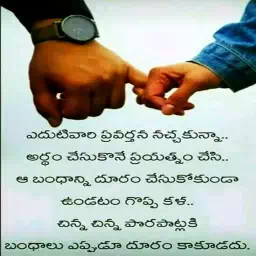 ఎదుటివారి ప్రవర్తన నచ్చకున్నా..
అర్థం చేసుకొనే ప్రయత్నం చేసి..
ఆ బంధాన్ని దూరం చేసుకోకుండా
ఉండటం గొప్ప కళ..
చిన్న చిన్న పొరపాట్లకి
బంధాలు ఎప్పుడూ దూరం కాకూడదు.